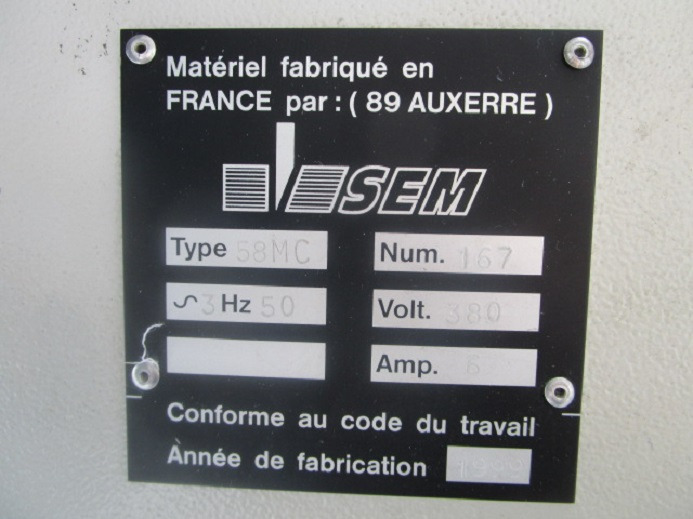 Matériel fabriqué en
FRANCE par : ( 89 AUXERRE )
SEM
Type 58MC
Num. 167
~3 Hz 50
Volt. 380
Amp. 6
Conforme au code du travail
Année de fabrication 1999